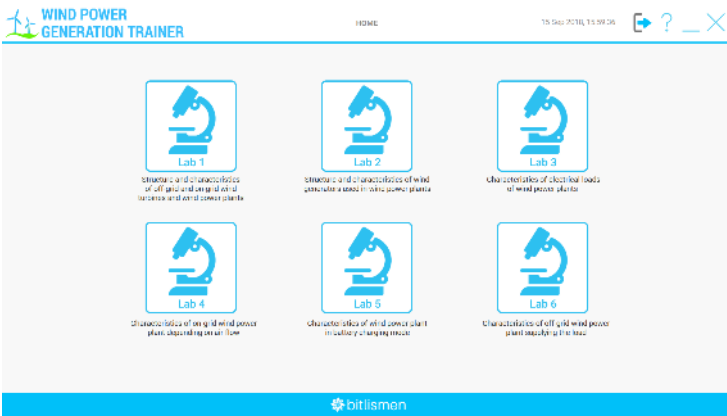 WIND POWER
GENERATION TRAINER
HOME
15 Sep 2018, 15:59:06
Lab 1
Lab 2
Lab 3
Structure and characteristics
of off-grid and on-grid wind
turbines and wind power plants
Structure and characteristics of wind
generators used in wind power plants
Characteristics of electrical loads
of wind power plants
Lab 4
Lab 5
Lab 6
Characteristics of on-grid wind power
plant depending on air flow
Characteristics of wind power plant
in battery charging mode
Characteristics of off-grid wind power
plant supplying the load
bitlismen